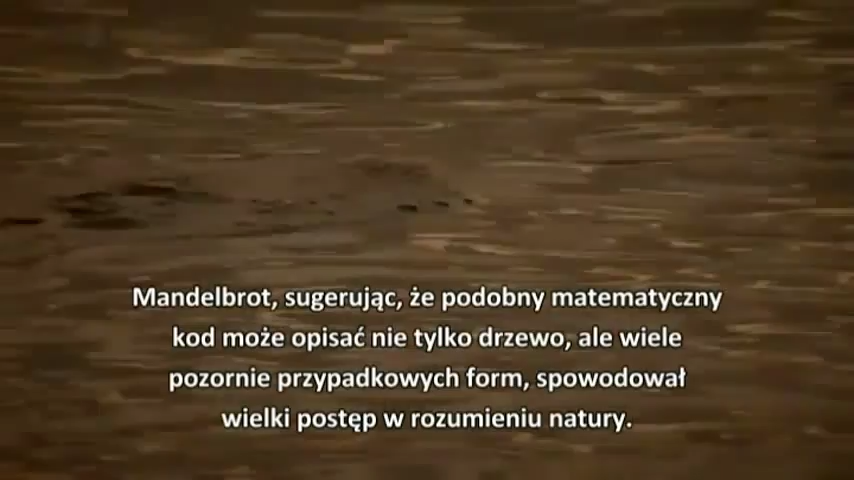 Mandelbrot, sugerując, że podobny matematyczny
kod może opisać nie tylko drzewo, ale wiele
pozornie przypadkowych form, spowodował
wielki postęp w rozumieniu natury.